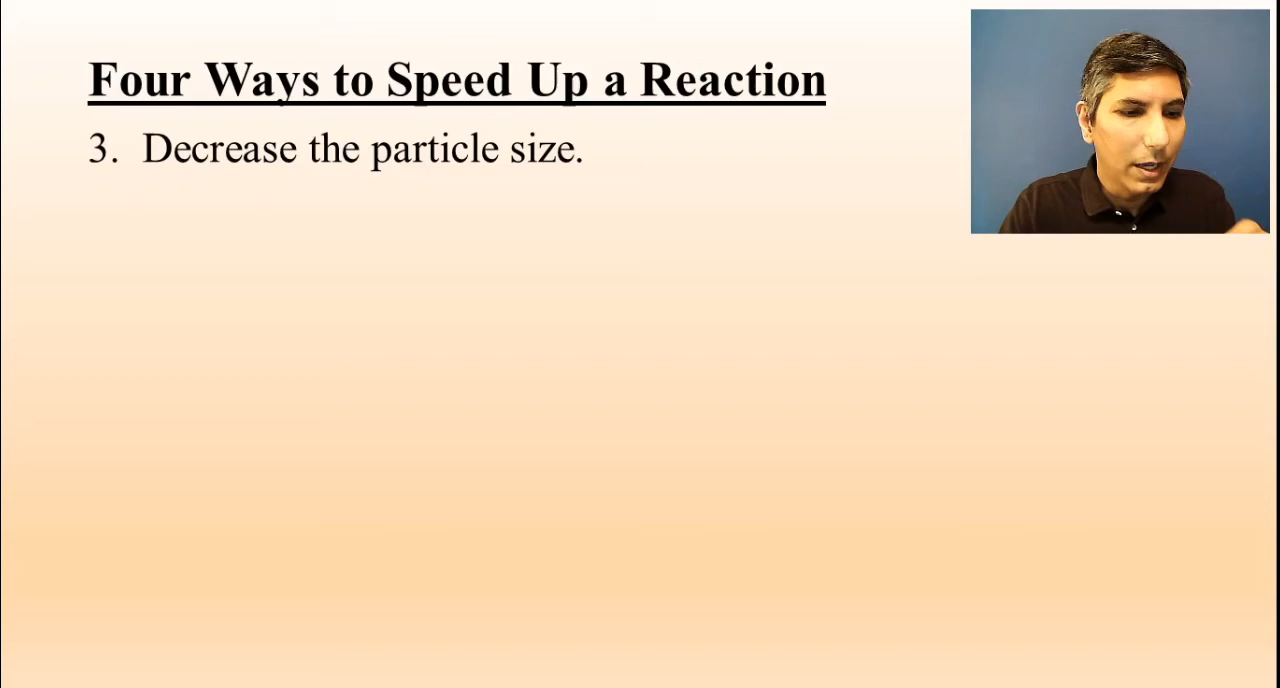 Four Ways to Speed Up a Reaction
3. Decrease the particle size.